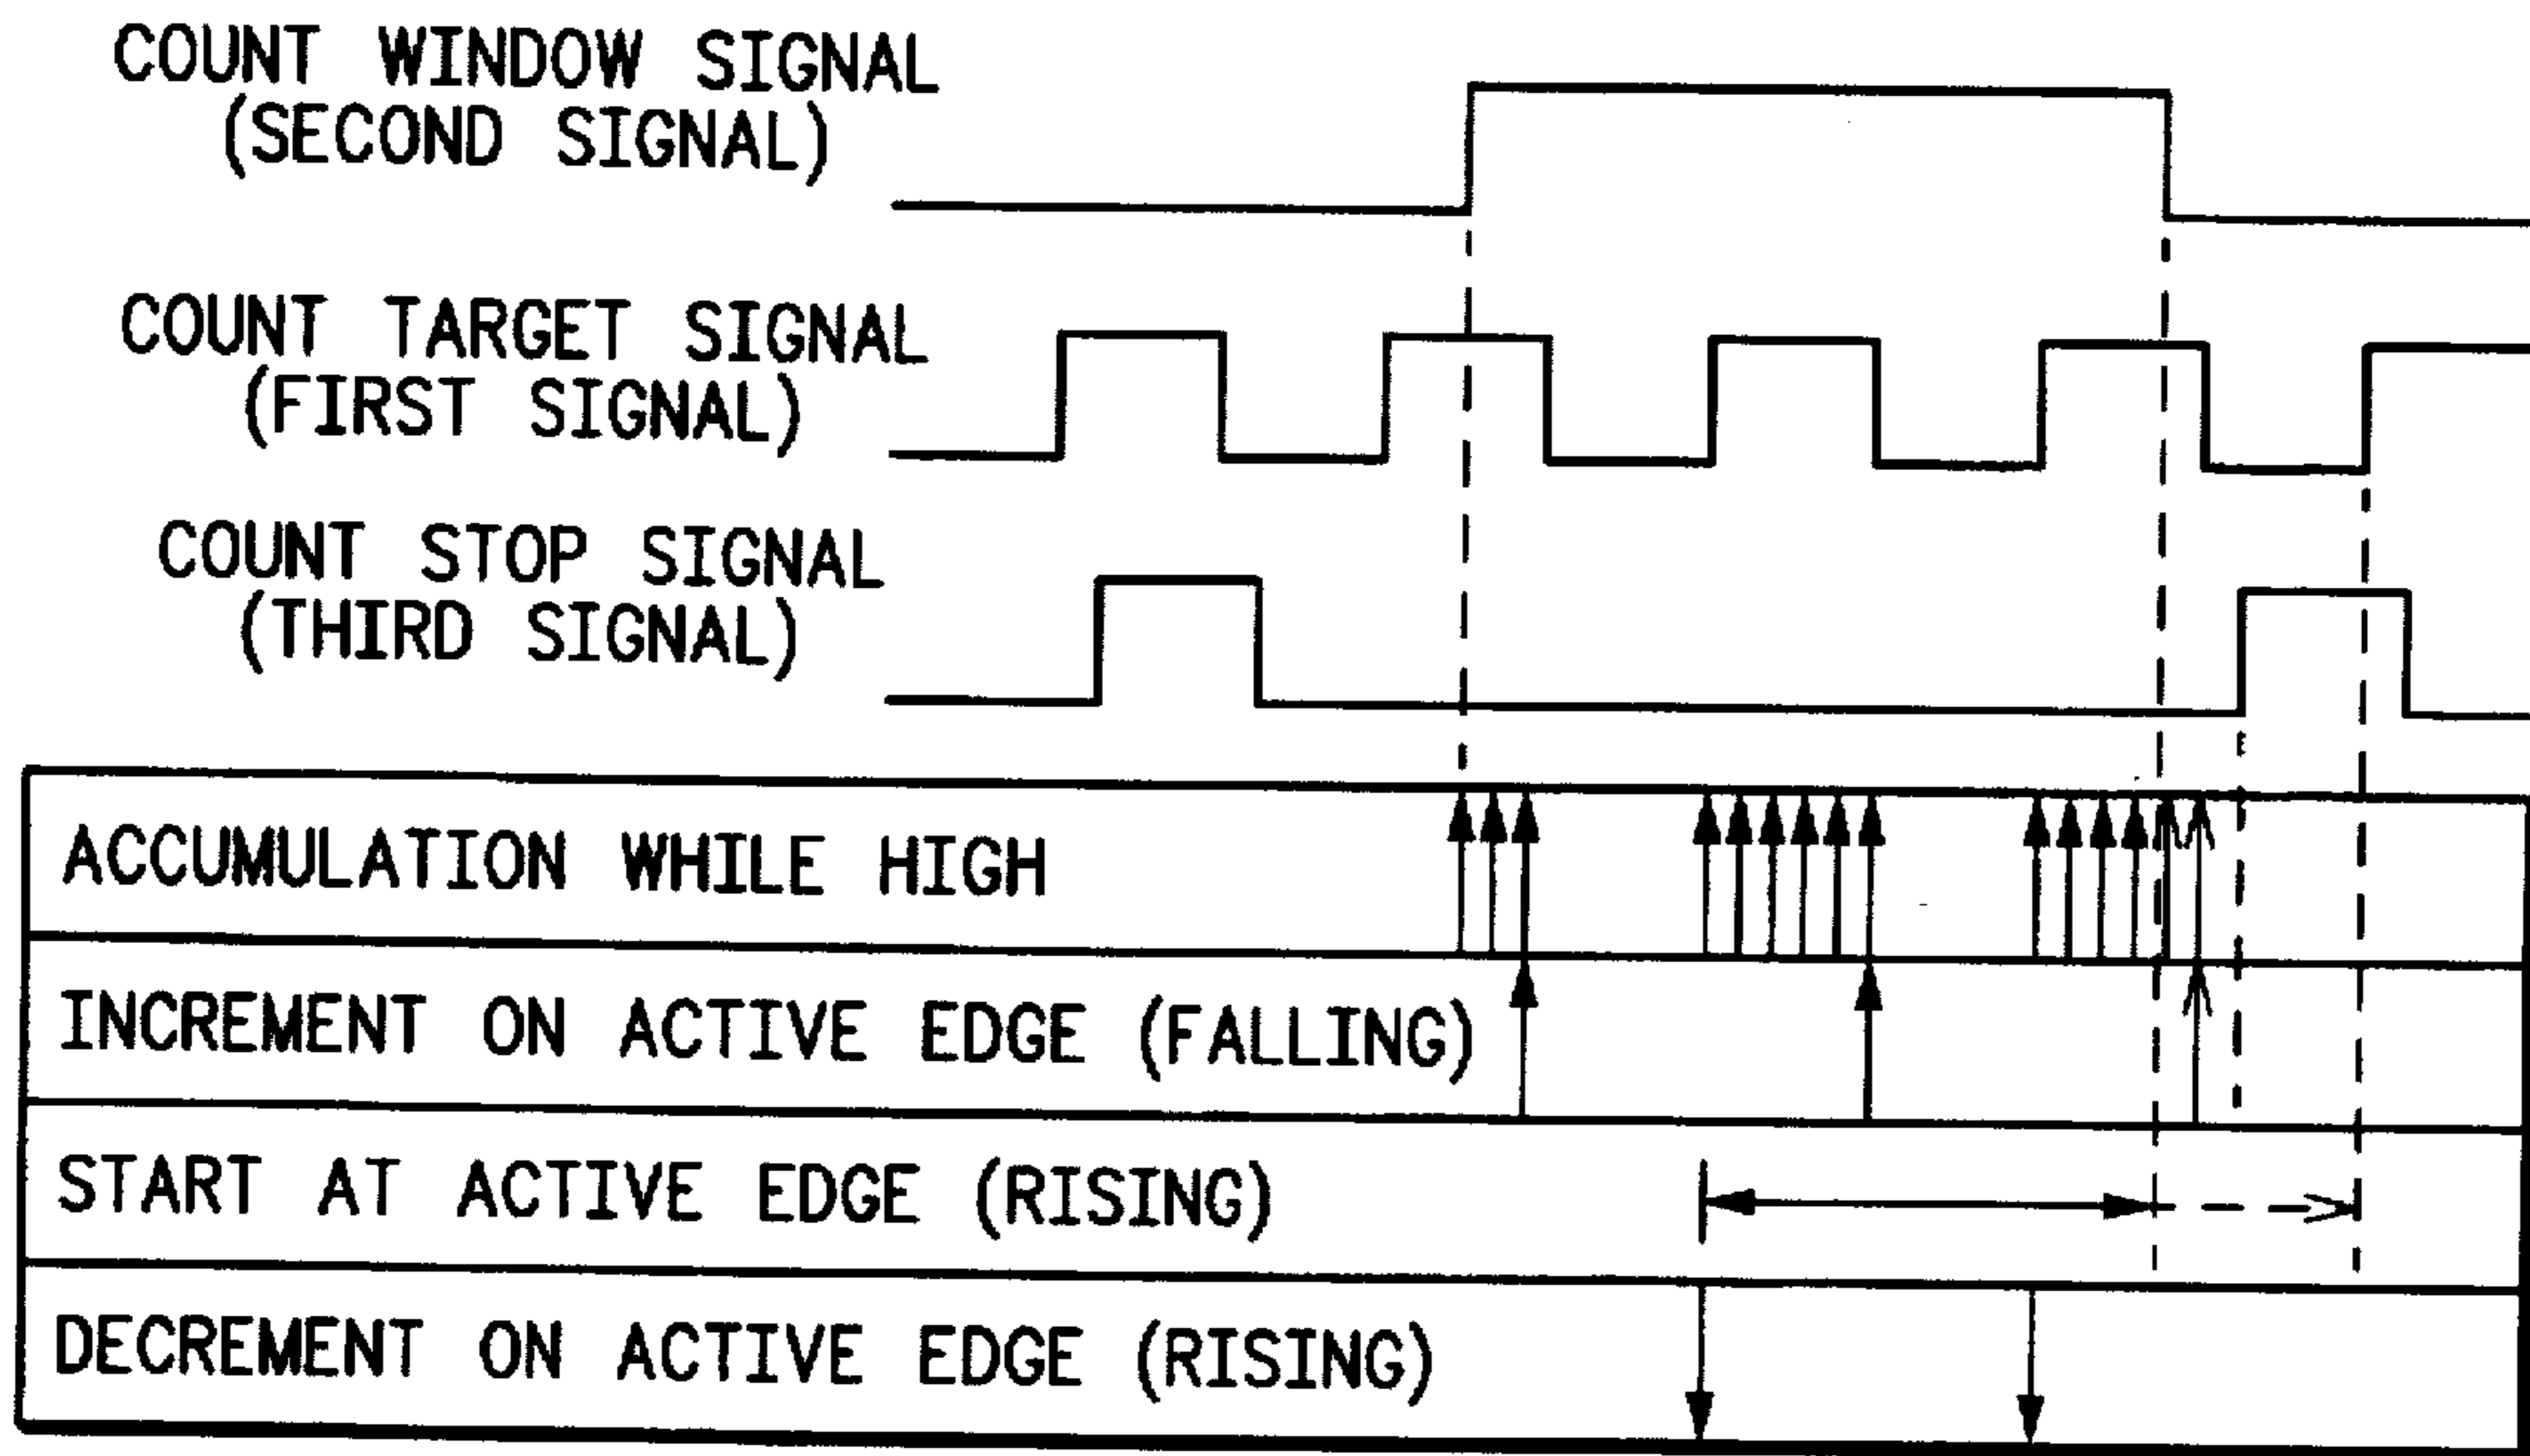 COUNT WINDOW SIGNAL
(SECOND SIGNAL)
COUNT TARGET SIGNAL
(FIRST SIGNAL)
COUNT STOP SIGNAL
(THIRD SIGNAL)
ACCUMULATION WHILE HIGH
INCREMENT ON ACTIVE EDGE (FALLING)
START AT ACTIVE EDGE (RISING)
DECREMENT ON ACTIVE EDGE (RISING)